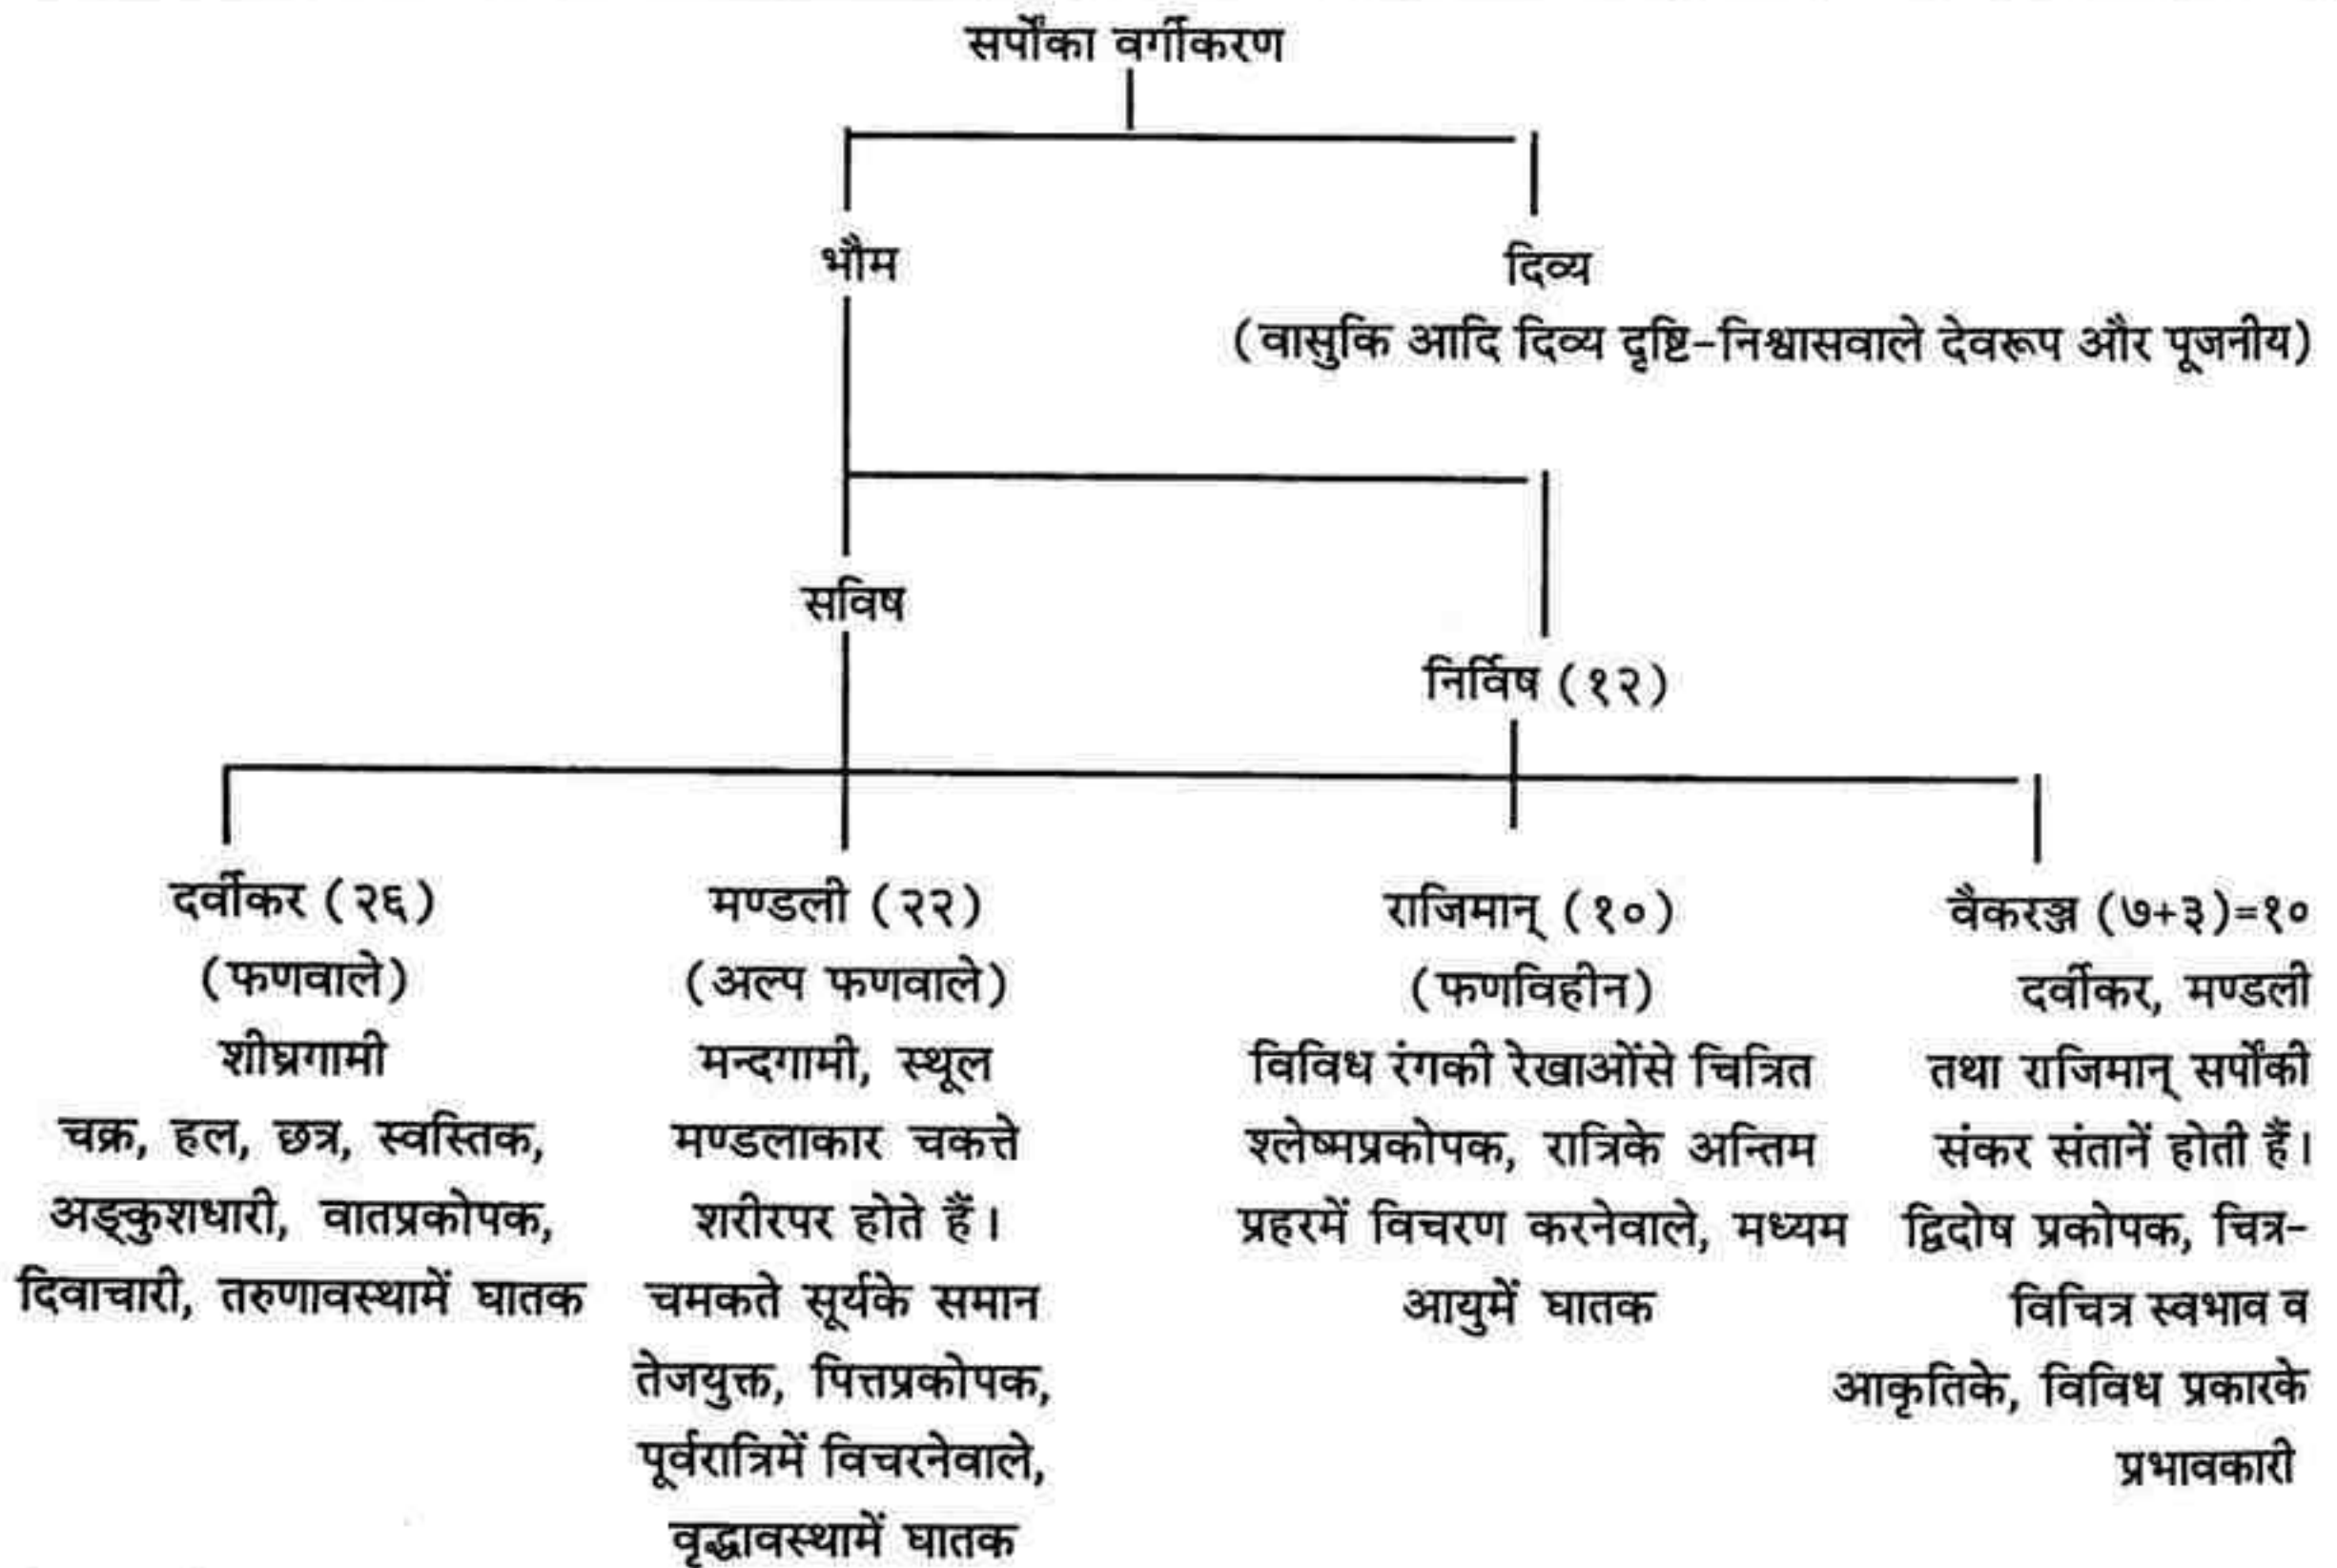 सर्पोंका वर्गीकरण
भौम
दिव्य
(वासुकि आदि दिव्य दृष्टि-निश्वासवाले देवरूप और पूजनीय)
सविष
निर्विष (१२)
दर्वीकर (२६)
(फणवाले)
शीघ्रगामी
चक्र, हल, छत्र, स्वस्तिक,
अङ्कुशधारी, वातप्रकोपक,
दिवाचारी, तरुणावस्थामें घातक
मण्डली (२२)
(अल्प फणवाले)
मन्दगामी, स्थूल
मण्डलाकार चकत्ते
शरीरपर होते हैं।
चमकते सूर्यके समान
तेजयुक्त, पित्तप्रकोपक,
पूर्वरात्रिमें विचरनेवाले,
वृद्धावस्थामें घातक
राजिमान् (१०)
(फणविहीन)
विविध रंगकी रेखाओंसे चित्रित
श्लेष्मप्रकोपक, रात्रिके अन्तिम
प्रहरमें विचरण करनेवाले, मध्यम
आयुमें घातक
वैकरञ्ज (७+३)=१०
दर्वीकर, मण्डली
तथा राजिमान् सर्पोंकी
संकर संतानें होती हैं।
द्विदोष प्रकोपक, चित्र-
विचित्र स्वभाव व
आकृतिके, विविध प्रकारके
प्रभावकारी